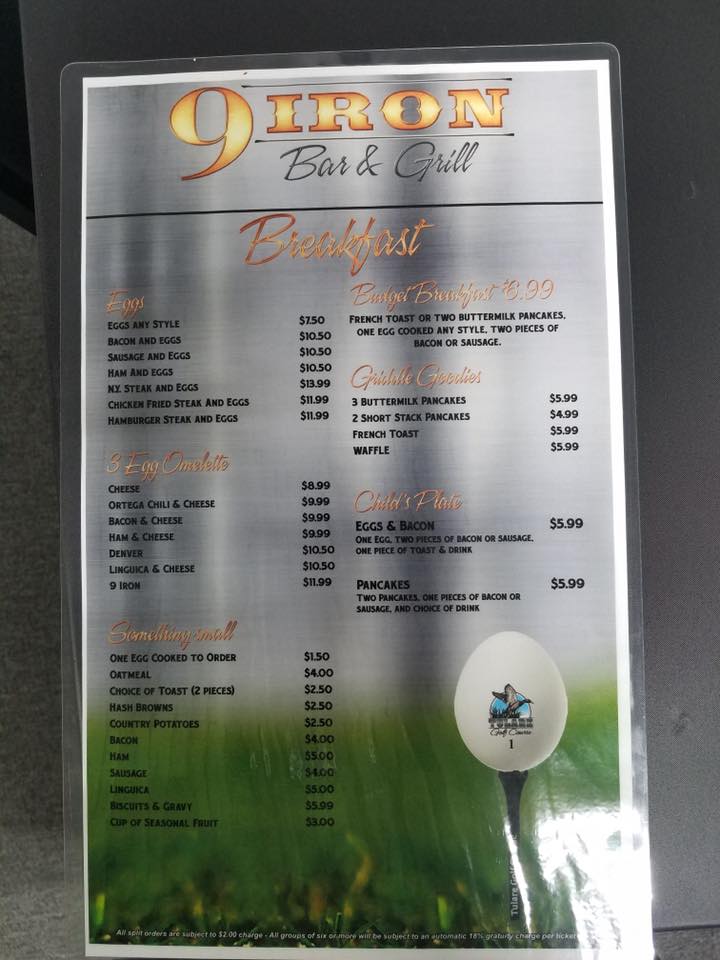 9 IRON
Bar & Grill
Breakfast
Eggs
EGGS ANY STYLE $7.50
BACON AND EGGS $10.50
SAUSAGE AND EGGS $10.50
HAM AND EGGS $10.50
N.Y. STEAK AND EGGS $13.99
CHICKEN FRIED STEAK AND EGGS $11.99
HAMBURGER STEAK AND EGGS $11.99
3 Egg Omelette
CHEESE $8.99
ORTEGA CHILI & CHEESE $9.99
BACON & CHEESE $9.99
HAM & CHEESE $9.99
DENVER $10.50
LINGUICA & CHEESE $10.50
9 IRON $11.99
Something small
ONE EGG COOKED TO ORDER $1.50
OATMEAL $4.00
CHOICE OF TOAST (2 PIECES) $2.50
HASH BROWNS $2.50
COUNTRY POTATOES $2.50
BACON $4.00
HAM $5.00
SAUSAGE $4.00
LINGUICA $5.00
BISCUITS & GRAVY $5.99
CUP OF SEASONAL FRUIT $3.00
Budget Breakfast $6.99
FRENCH TOAST OR TWO BUTTERMILK PANCAKES,
ONE EGG COOKED ANY STYLE, TWO PIECES OF
BACON OR SAUSAGE.
Griddle Goodies
3 BUTTERMILK PANCAKES $5.99
2 SHORT STACK PANCAKES $4.99
FRENCH TOAST $5.99
WAFFLE $5.99
Child's Plate
EGGS & BACON $5.99
ONE EGG, TWO PIECES OF BACON OR SAUSAGE,
ONE PIECE OF TOAST & DRINK
PANCAKES $5.99
TWO PANCAKES, ONE PIECES OF BACON OR
SAUSAGE, AND CHOICE OF DRINK
TULARE
Golf Course
1
Tulare Golf
All split orders are subject to $2.00 charge - All groups of six or more will be subject to an automatic 18% gratuity charge per ticket